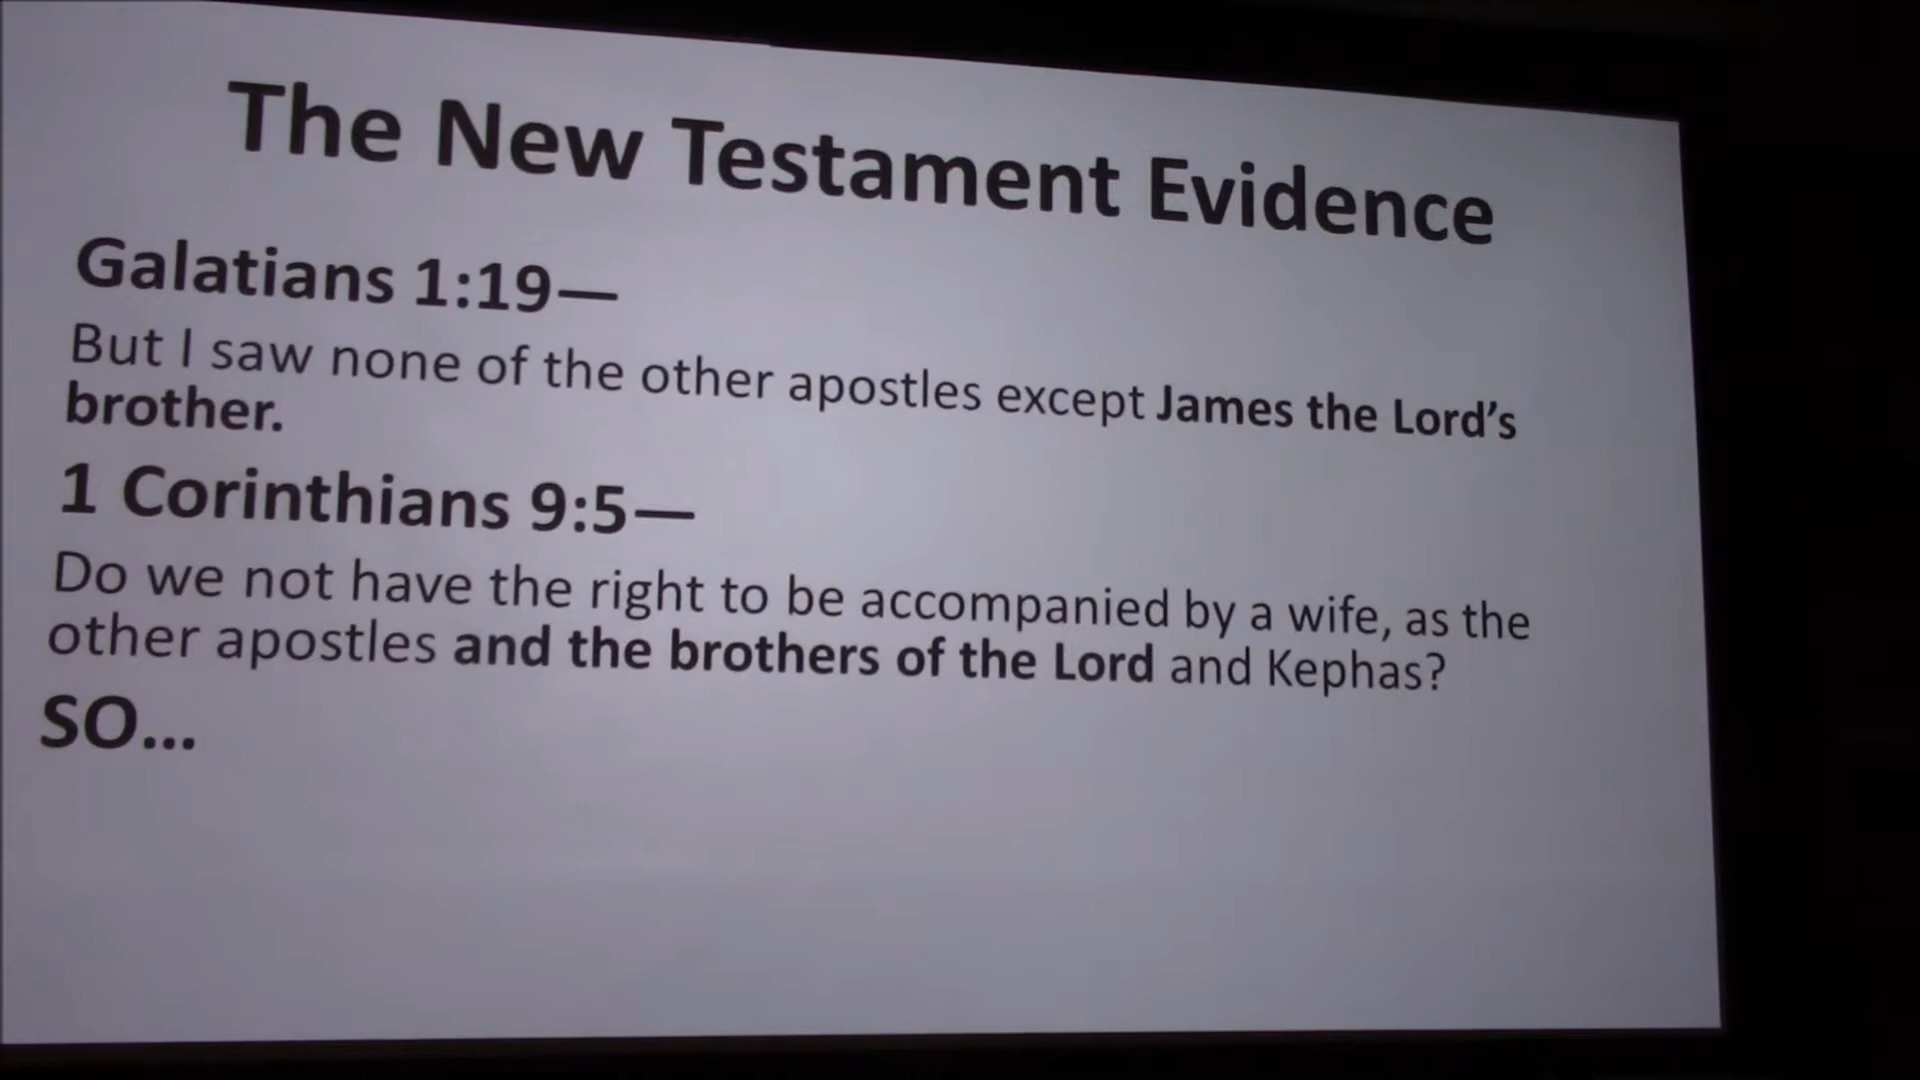 The New Testament Evidence
Galatians 1:19—
But I saw none of the other apostles except James the Lord’s
brother.
1 Corinthians 9:5—
Do we not have the right to be accompanied by a wife, as the
other apostles and the brothers of the Lord and Kephas?
SO…